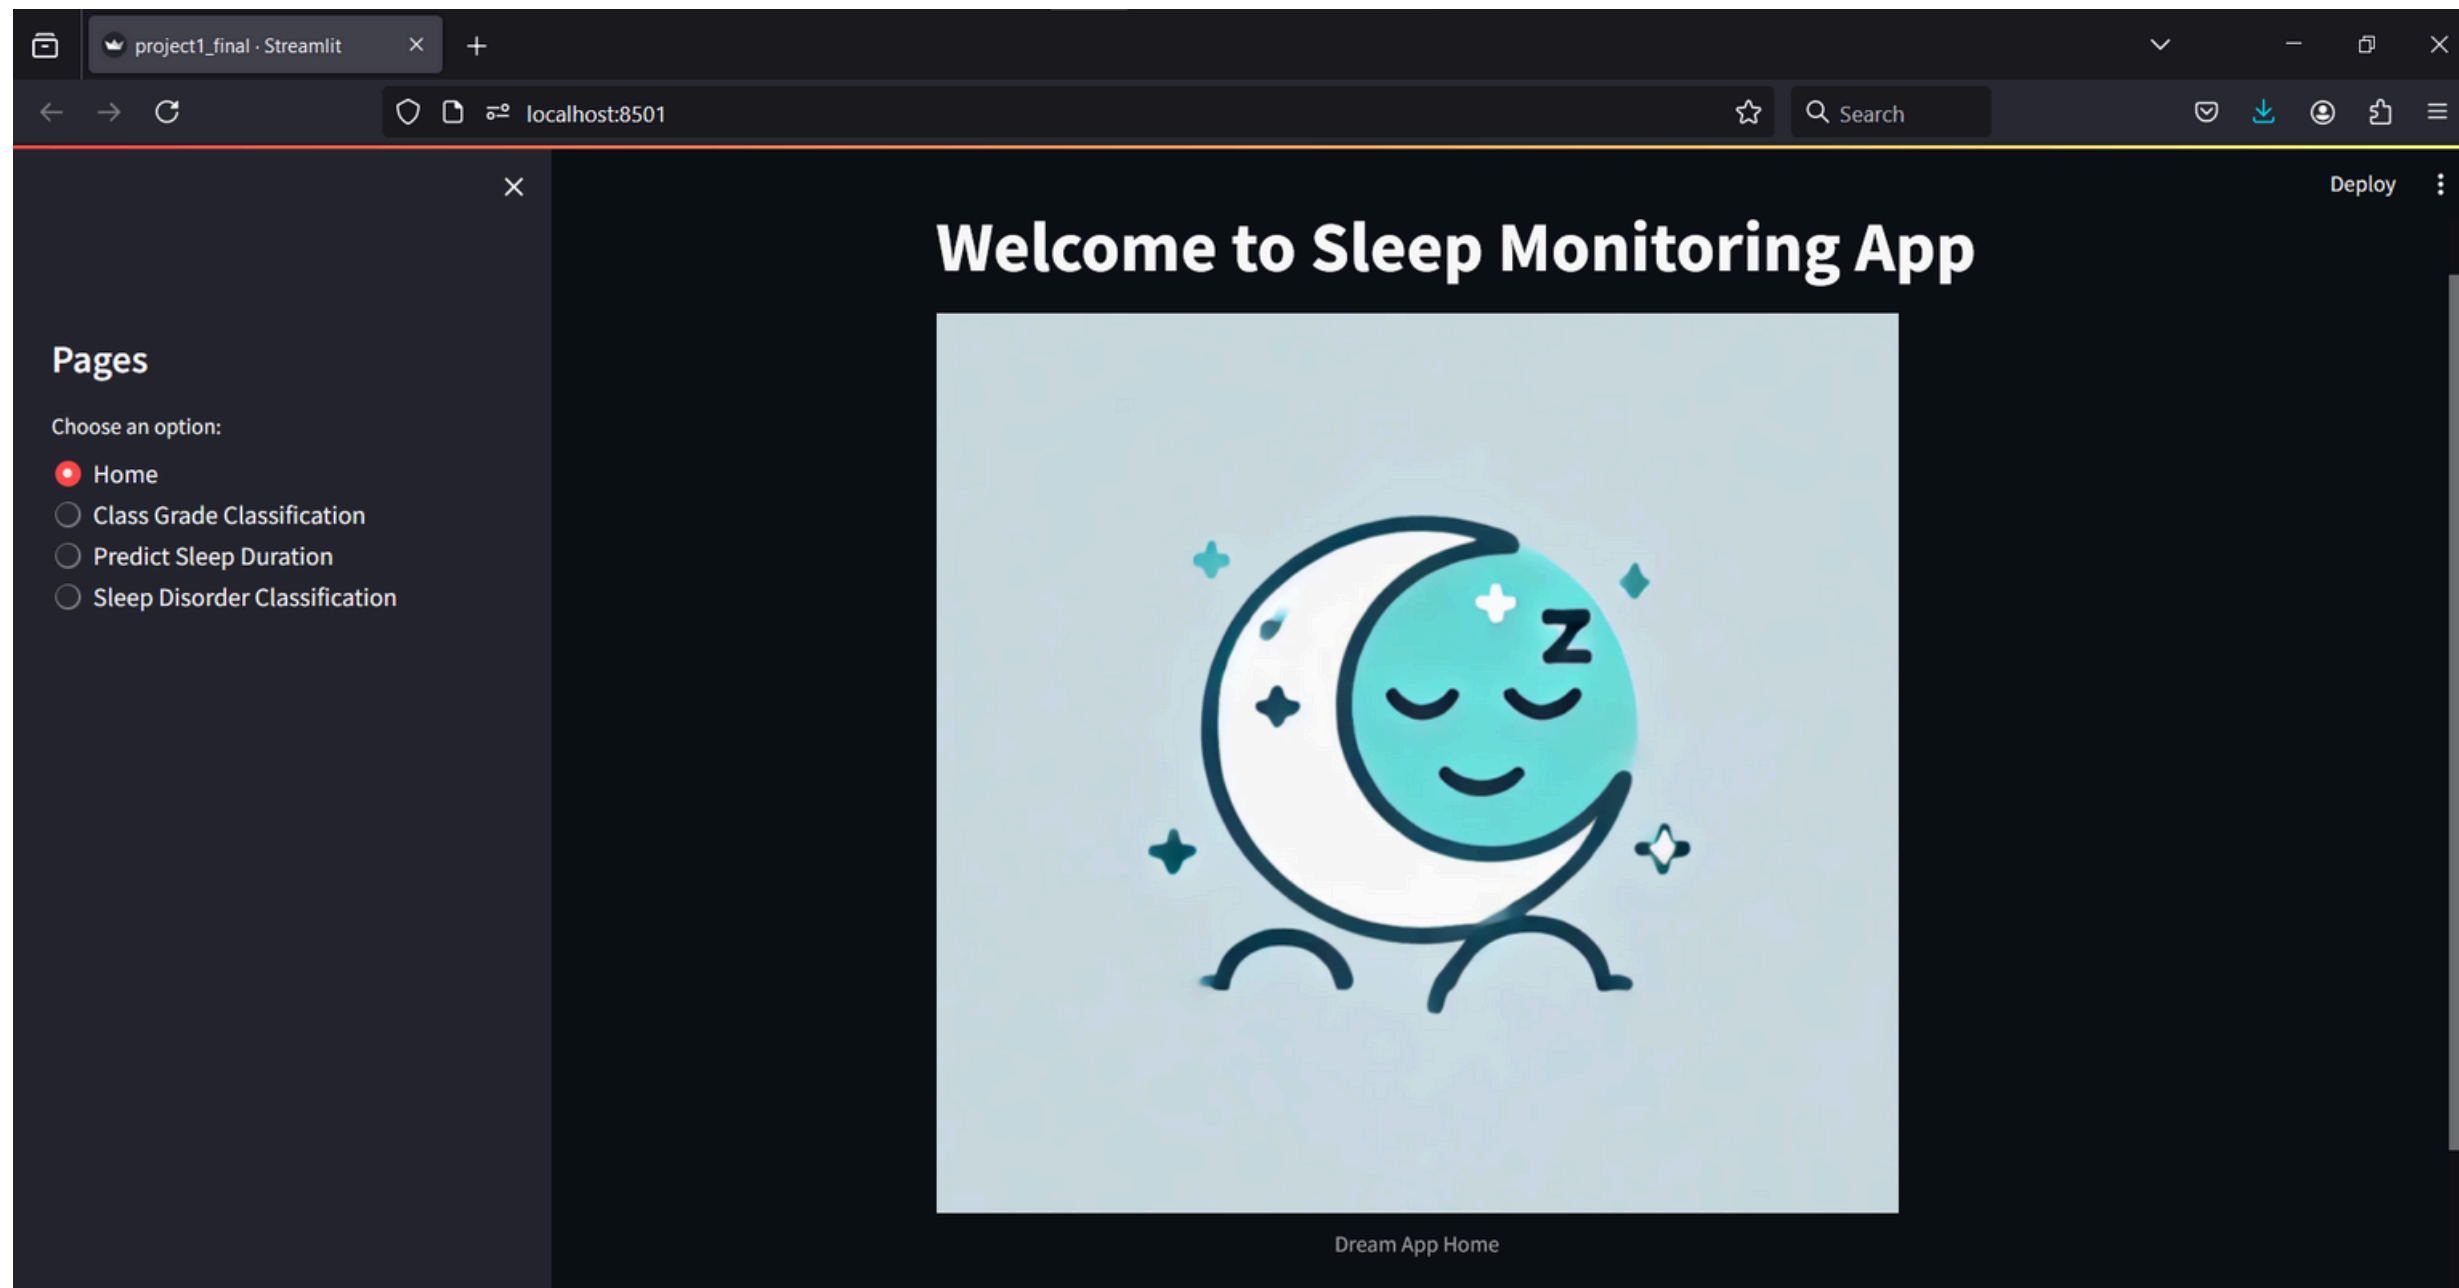 project1_final · Streamlit
localhost:8501
Search
Deploy
Welcome to Sleep Monitoring App
Pages
Choose an option:
Home
Class Grade Classification
Predict Sleep Duration
Sleep Disorder Classification
z
Dream App Home